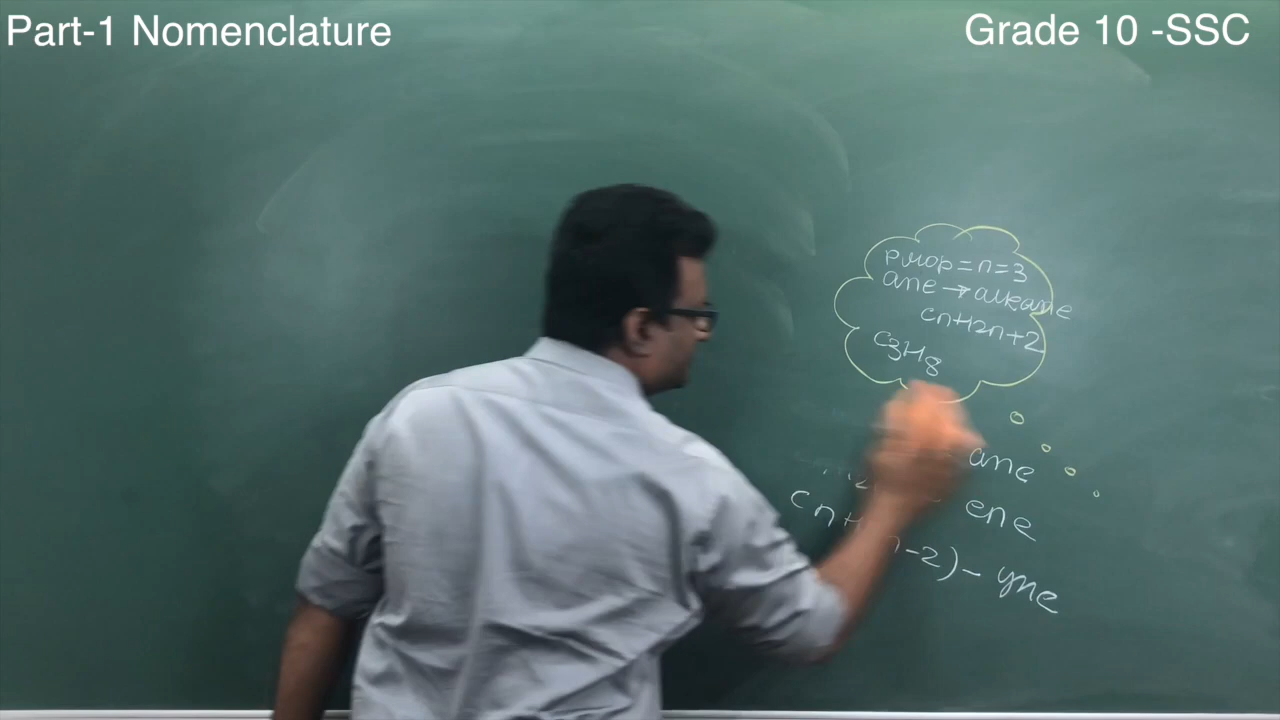 Part-1 Nomenclature
Grade 10 -SSC
prop = n = 3
ane → alkane
CnH2n+2
C3H8
ane
ene
n-2) - yne